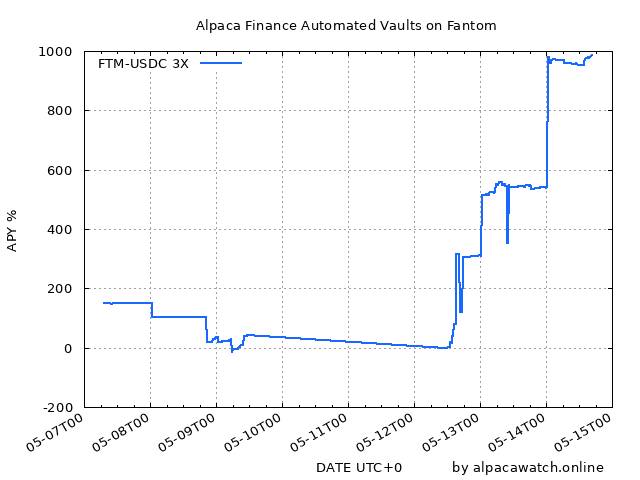 Alpaca Finance Automated Vaults on Fantom
1000
FTM-USDC 3X
800
600
400
200
0
-200
APY %
05-07T00
05-08T00
05-09T00
05-10T00
05-11T00
05-12T00
05-13T00
05-14T00
05-15T00
DATE UTC+0
by alpacawatch.online